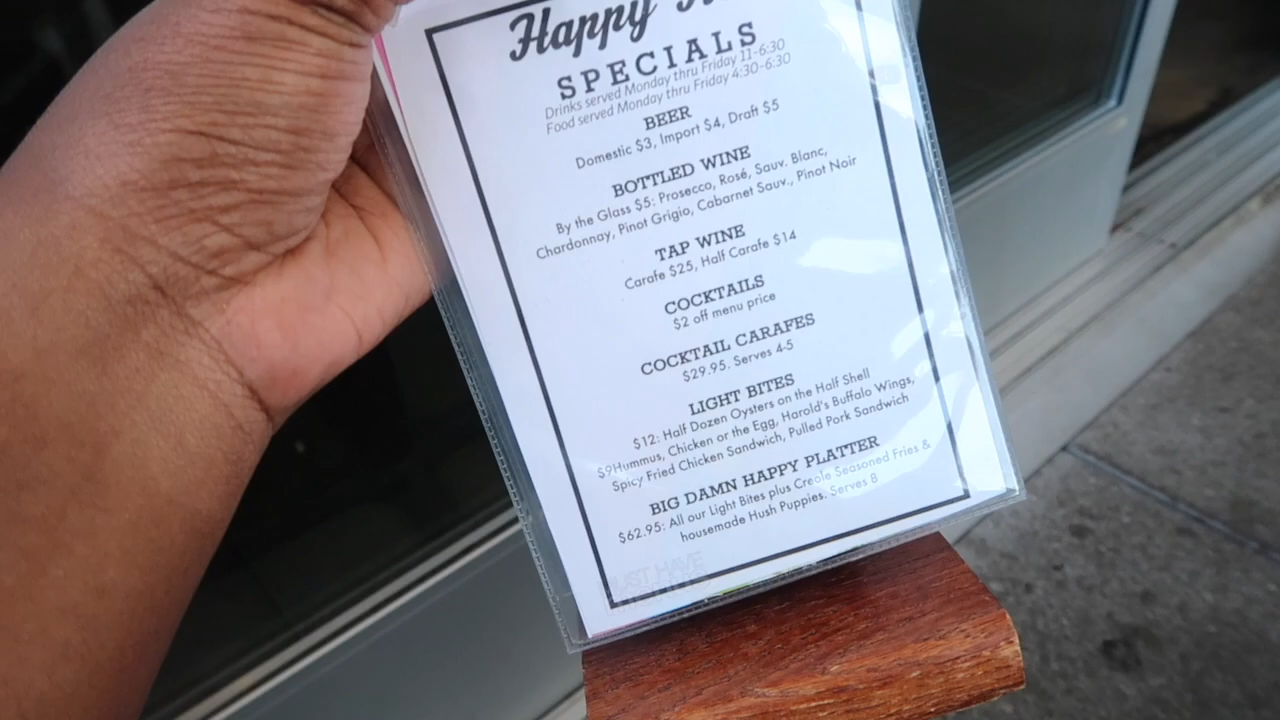 Happy
SPECIALS
Drinks served Monday thru Friday 11-6:30
Food served Monday thru Friday 4:30-6:30
BEER
Domestic $3, Import $4, Draft $5
BOTTLED WINE
By the Glass $5: Prosecco, Rosé, Sauv. Blanc,
Chardonnay, Pinot Grigio, Cabarnet Sauv., Pinot Noir
TAP WINE
Carafe $25, Half Carafe $14
COCKTAILS
$2 off menu price
COCKTAIL CARAFES
$29.95. Serves 4-5
LIGHT BITES
$12: Half Dozen Oysters on the Half Shell
$9Hummus, Chicken or the Egg, Harold's Buffalo Wings,
Spicy Fried Chicken Sandwich, Pulled Pork Sandwich
BIG DAMN HAPPY PLATTER
$62.95: All our Light Bites plus Creole Seasoned Fries &
housemade Hush Puppies. Serves 8
MUST HAVE